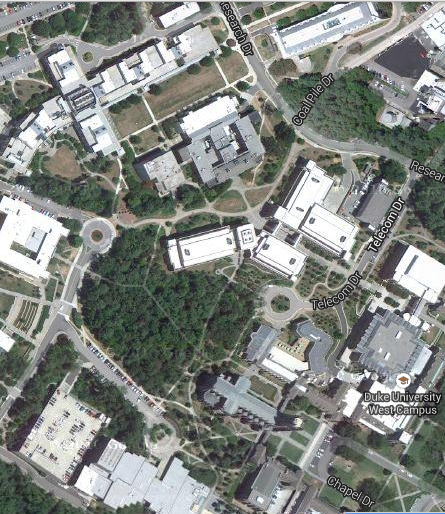 Research Dr
Coal Pile Dr
Resear
Telecom Dr
Telecom Dr
Duke University
West Campus
Chapel Dr